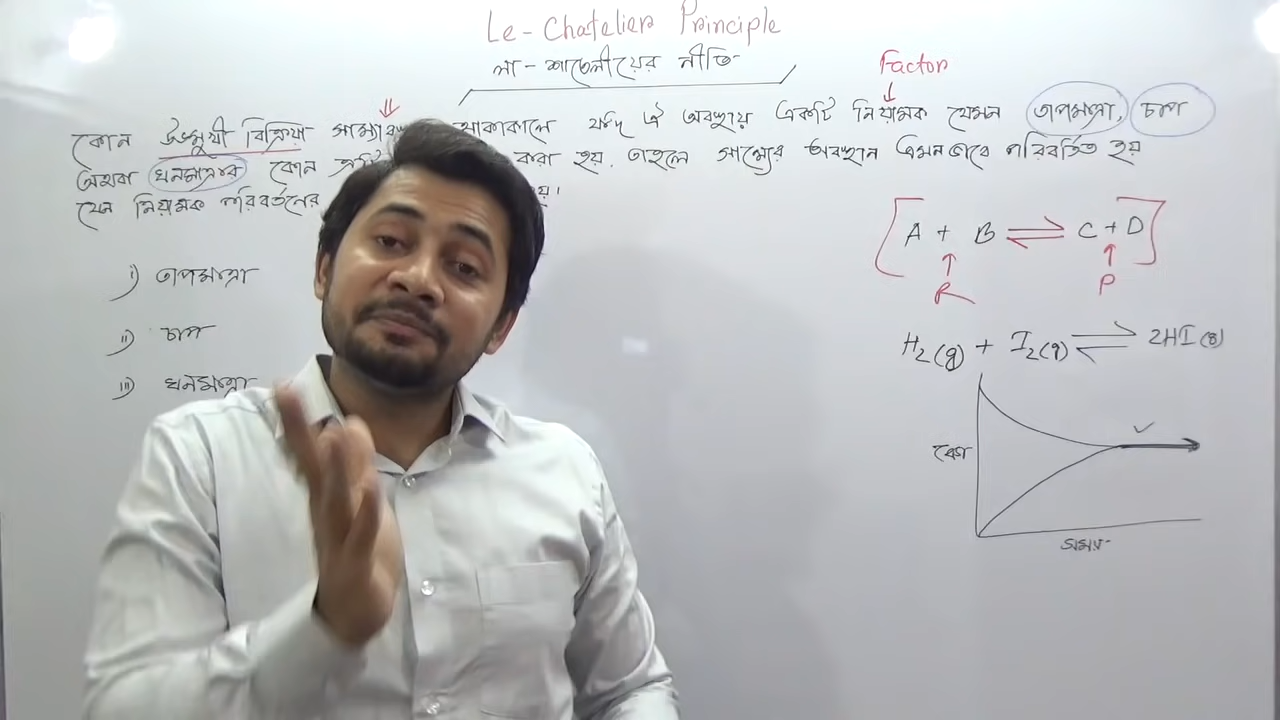 Le-Chatelier Principle
লা-শাতেলীয়ের নীতি
Factor
কোন উভমুখী বিক্রিয়া থাকাকালে যদি ঐ অবস্থায় একটি নিয়ামক যেমন তাপমাত্রা, চাপ
অথবা ঘনমাত্রার কোন করা হয়, তাহলে সাম্যের অবস্থান এমনভাবে পরিবর্তিত হয়
যেন নিয়ামক পরিবর্তনের হয়।
A + B ⇌ C + D
R P
i) তাপমাত্রা
ii) চাপ
iii) ঘনমাত্রা
H₂(g) + I₂(g) ⇌ 2HI(g)
বেগ
সময়